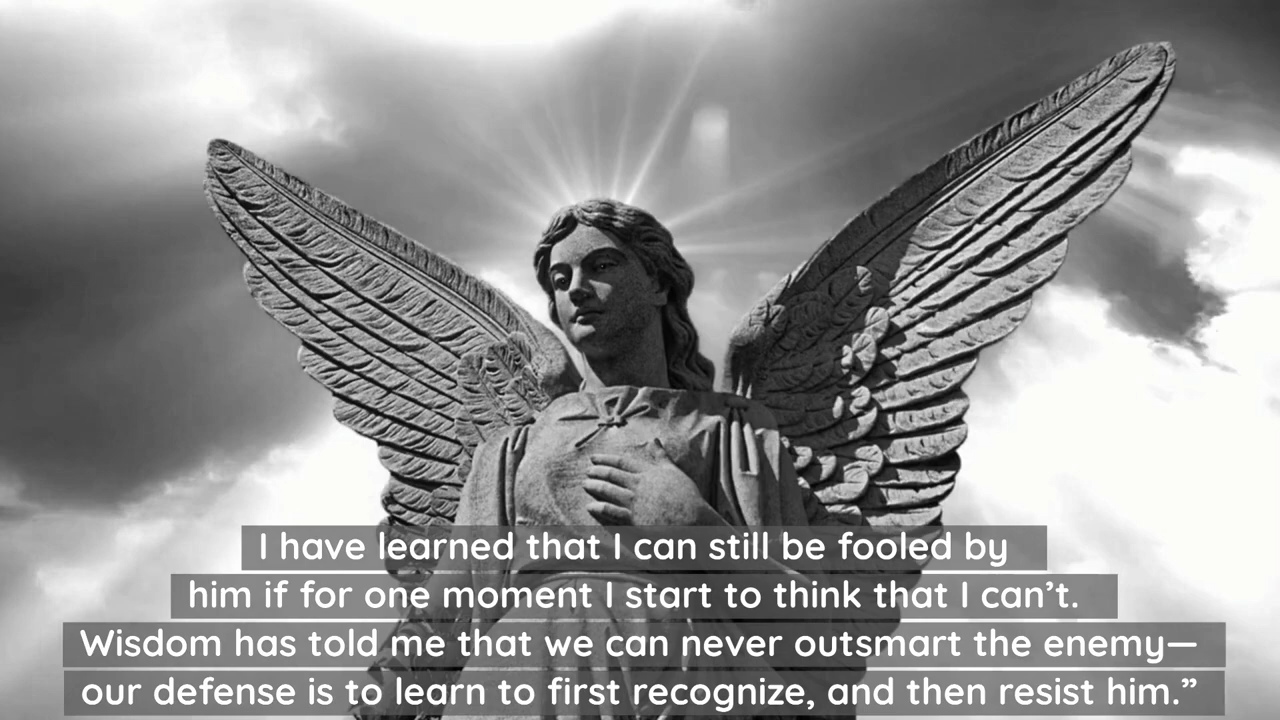 I have learned that I can still be fooled by
him if for one moment I start to think that I can’t.
Wisdom has told me that we can never outsmart the enemy—
our defense is to learn to first recognize, and then resist him.”